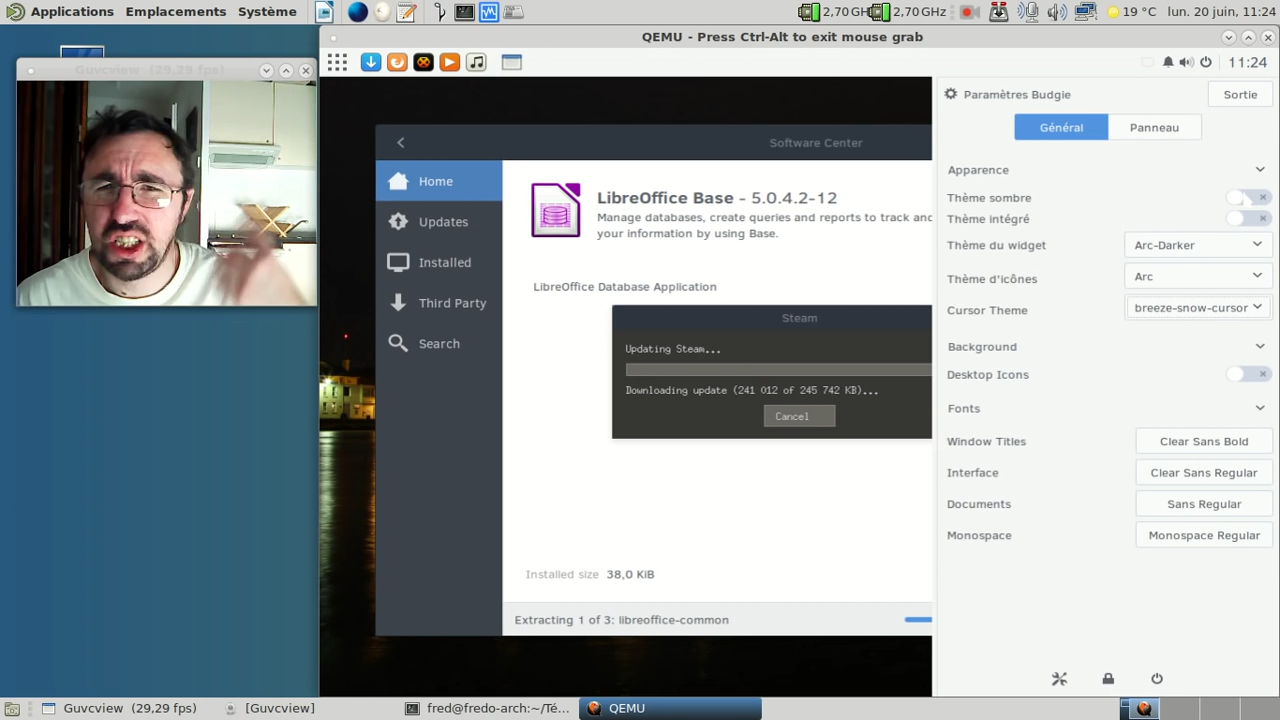 Applications Emplacements Système
2,70 GHz 2,70 GHz 19 °C lun. 20 juin, 11:24
QEMU - Press Ctrl-Alt to exit mouse grab
Guvcview (29,29 fps)
11:24
Paramètres Budgie Sortie
Général Panneau
Software Center
Home
Updates
Installed
Third Party
Search
LibreOffice Base - 5.0.4.2-12
Manage databases, create queries and reports to track and
your information by using Base.
LibreOffice Database Application
Steam
Updating Steam...
Downloading update (241 012 of 245 742 KB)...
Cancel
Installed size 38,0 KiB
Extracting 1 of 3: libreoffice-common
Apparence
Thème sombre
Thème intégré
Thème du widget Arc-Darker
Thème d'icônes Arc
Cursor Theme breeze-snow-cursor
Background
Desktop Icons
Fonts
Window Titles Clear Sans Bold
Interface Clear Sans Regular
Documents Sans Regular
Monospace Monospace Regular
Guvcview (29,29 fps) [Guvcview] fred@fredo-arch:~/Té... QEMU